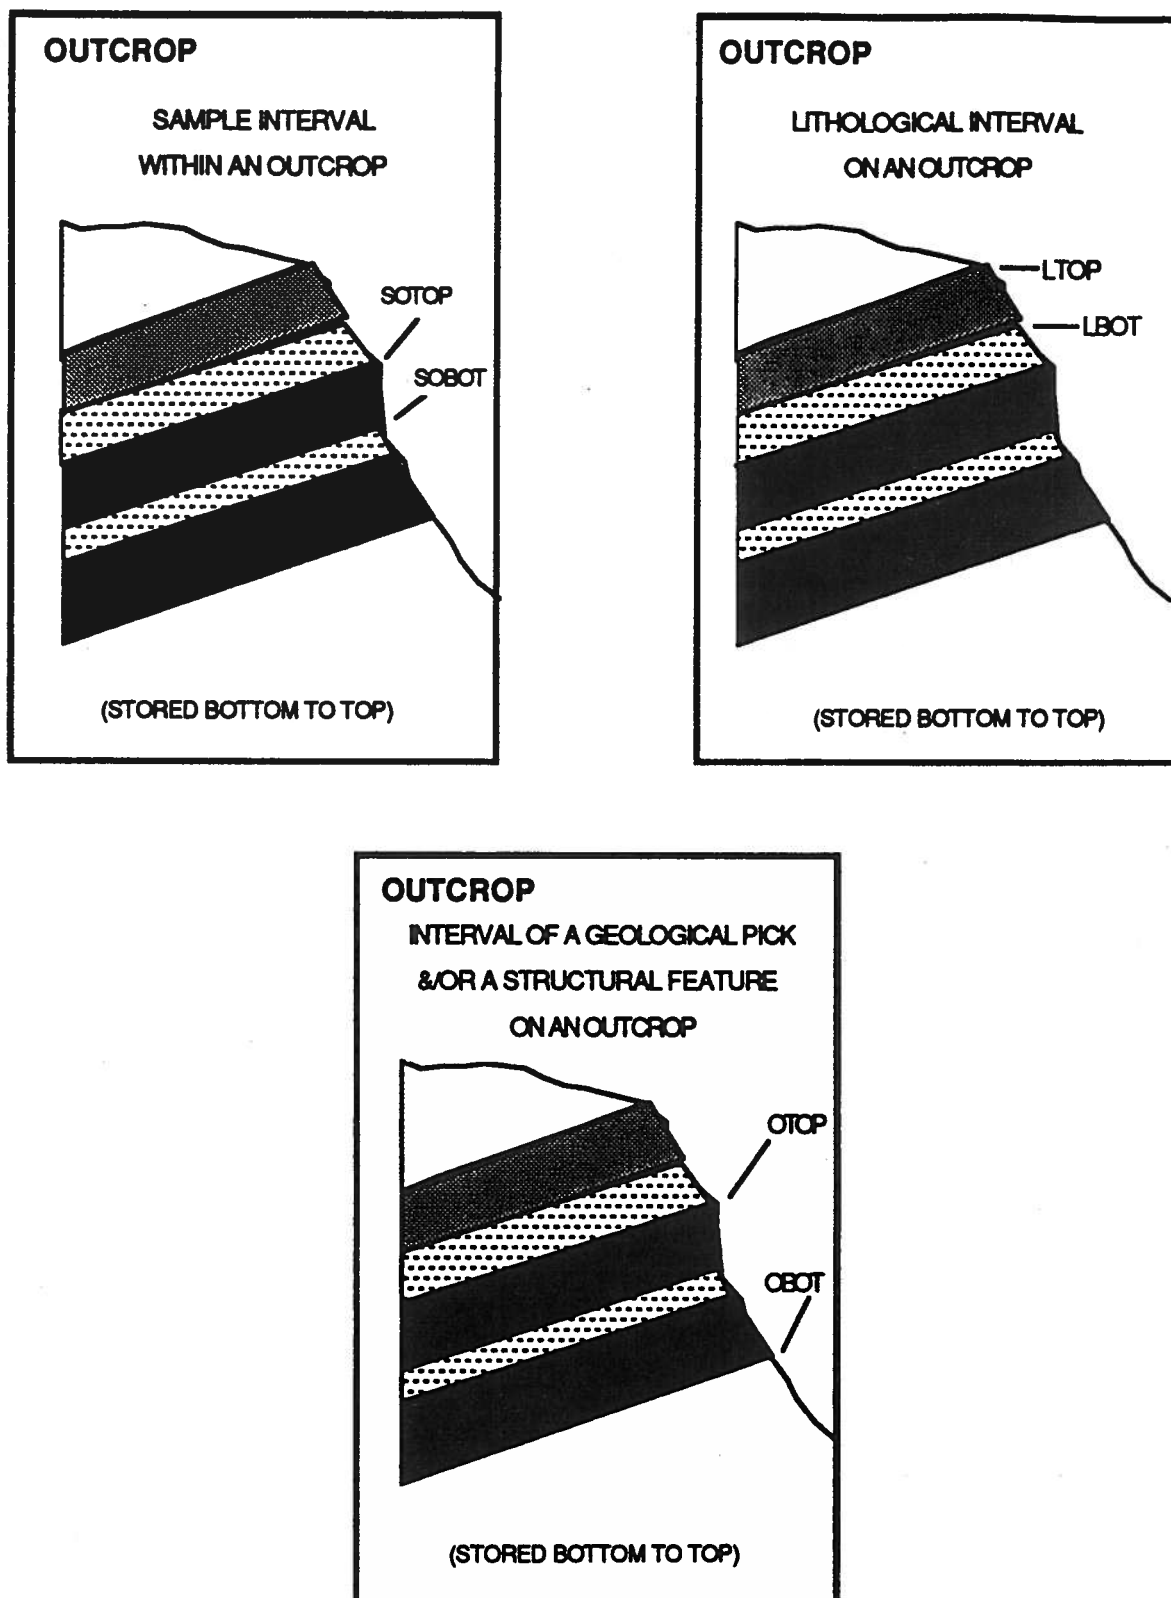 OUTCROP
SAMPLE INTERVAL
WITHIN AN OUTCROP
SOTOP
SOBOT
(STORED BOTTOM TO TOP)
OUTCROP
LITHOLOGICAL INTERVAL
ON AN OUTCROP
LTOP
LBOT
(STORED BOTTOM TO TOP)
OUTCROP
INTERVAL OF A GEOLOGICAL PICK
&/OR A STRUCTURAL FEATURE
ON AN OUTCROP
OTOP
OBOT
(STORED BOTTOM TO TOP)